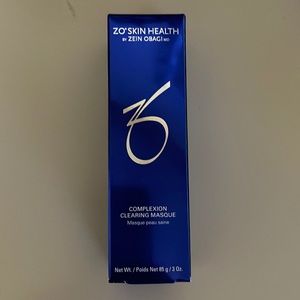 ZO® SKIN HEALTH
BY ZEIN OBAGI MD
COMPLEXION
CLEARING MASQUE
Masque peau saine
Net Wt. / Poids Net 85 g / 3 Oz.